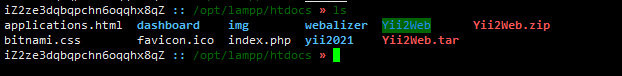 iZ2ze3dqbqpchn6oqqhx8qZ :: /opt/lampp/htdocs » ls
applications.html dashboard img webalizer Yii2Web Yii2Web.zip
bitnami.css favicon.ico index.php yii2021 Yii2Web.tar
iZ2ze3dqbqpchn6oqqhx8qZ :: /opt/lampp/htdocs »